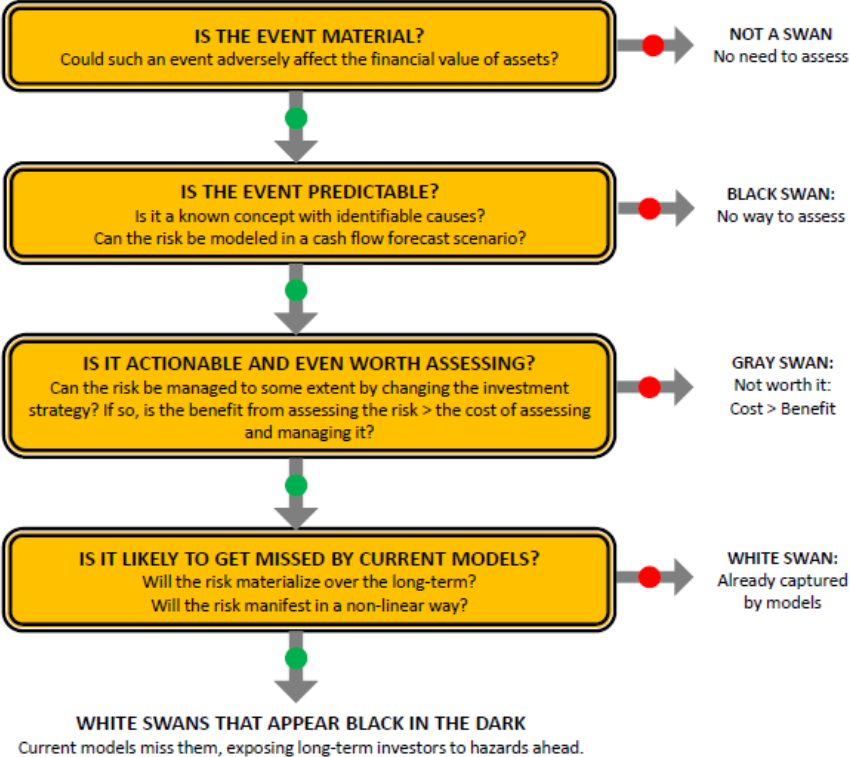 IS THE EVENT MATERIAL?
Could such an event adversely affect the financial value of assets?
NOT A SWAN
No need to assess
IS THE EVENT PREDICTABLE?
Is it a known concept with identifiable causes?
Can the risk be modeled in a cash flow forecast scenario?
BLACK SWAN:
No way to assess
IS IT ACTIONABLE AND EVEN WORTH ASSESSING?
Can the risk be managed to some extent by changing the investment
strategy? If so, is the benefit from assessing the risk > the cost of assessing
and managing it?
GRAY SWAN:
Not worth it:
Cost > Benefit
IS IT LIKELY TO GET MISSED BY CURRENT MODELS?
Will the risk materialize over the long-term?
Will the risk manifest in a non-linear way?
WHITE SWAN:
Already captured
by models
WHITE SWANS THAT APPEAR BLACK IN THE DARK
Current models miss them, exposing long-term investors to hazards ahead.